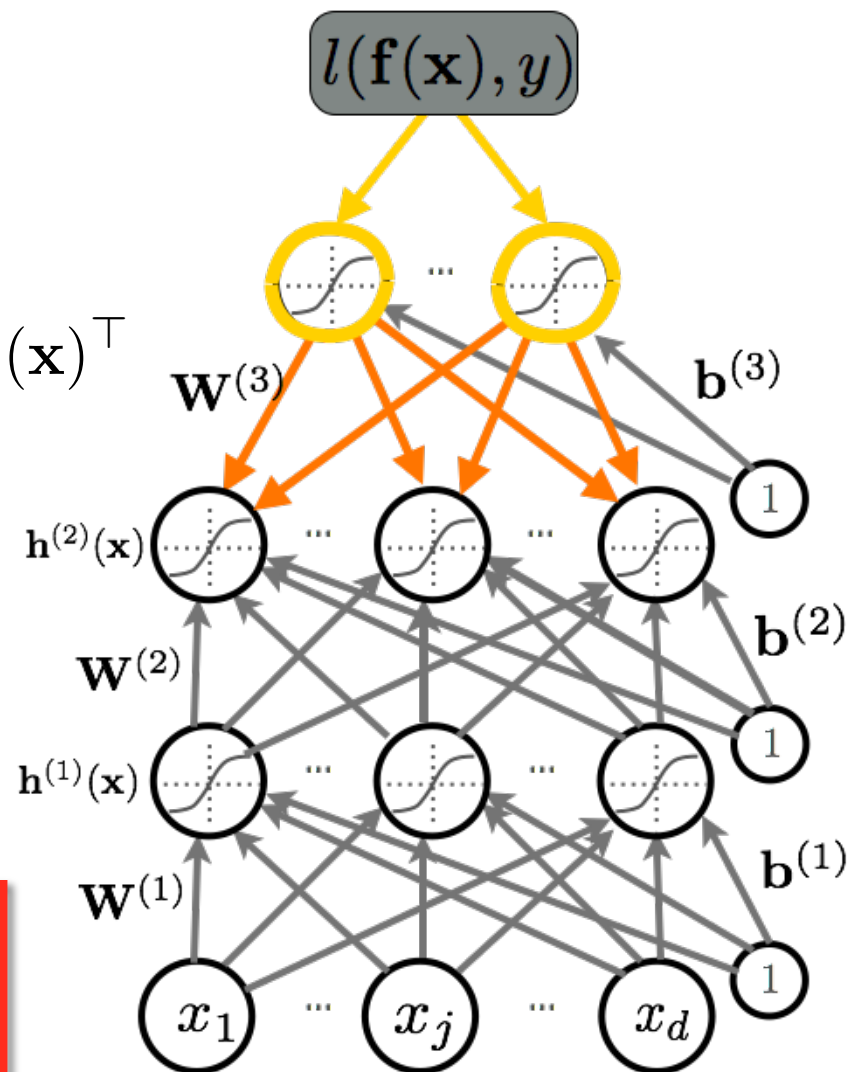 l(f(x), y)
...
(x)⊤
W(3)
b(3)
1
h(2)(x)
... ...
W(2)
b(2)
1
h(1)(x)
... ...
W(1)
b(1)
1
x1 ... xj ... xd